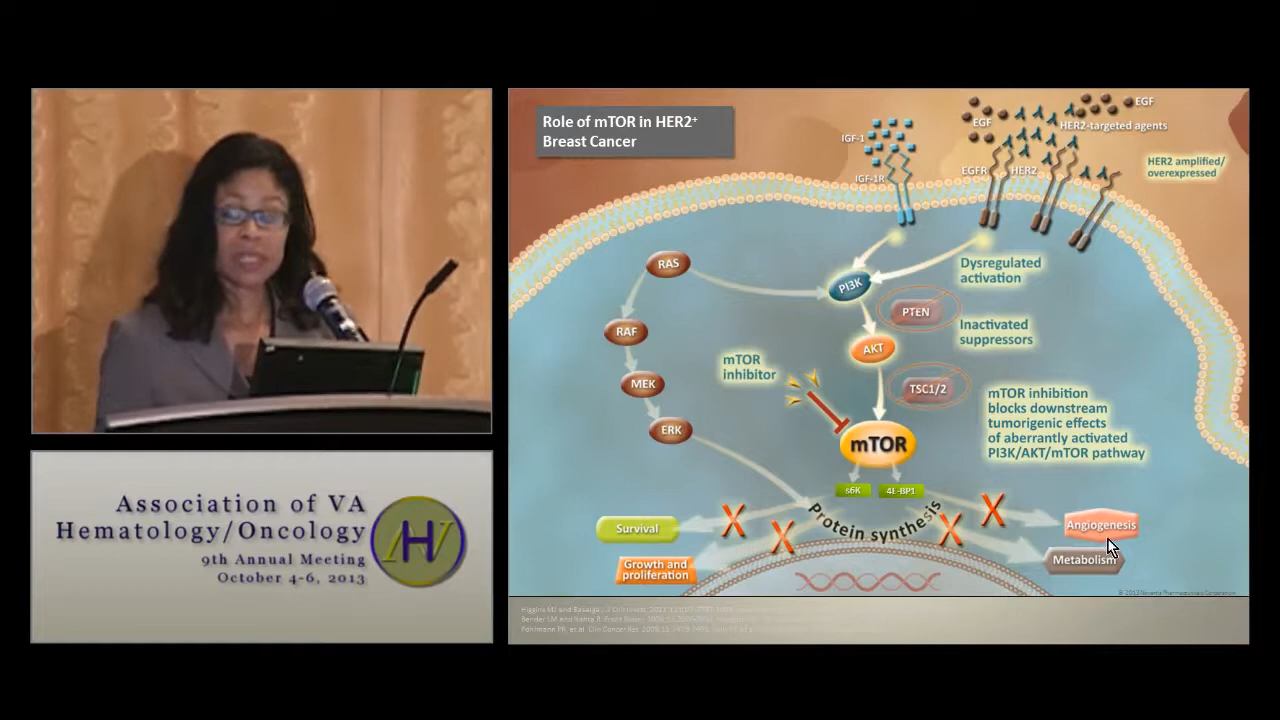 Role of mTOR in HER2+
Breast Cancer
IGF-1
IGF-1R
EGF
EGF
HER2-targeted agents
EGFR
HER2
HER2 amplified/
overexpressed
RAS
PI3K
Dysregulated
activation
PTEN
Inactivated
suppressors
RAF
AKT
mTOR
inhibitor
MEK
TSC1/2
mTOR inhibition
blocks downstream
tumorigenic effects
of aberrantly activated
PI3K/AKT/mTOR pathway
ERK
mTOR
s6K
4E-BP1
Protein synthesis
Survival
Growth and
proliferation
Angiogenesis
Metabolism
Association of VA
Hematology/Oncology
9th Annual Meeting
October 4-6, 2013
H